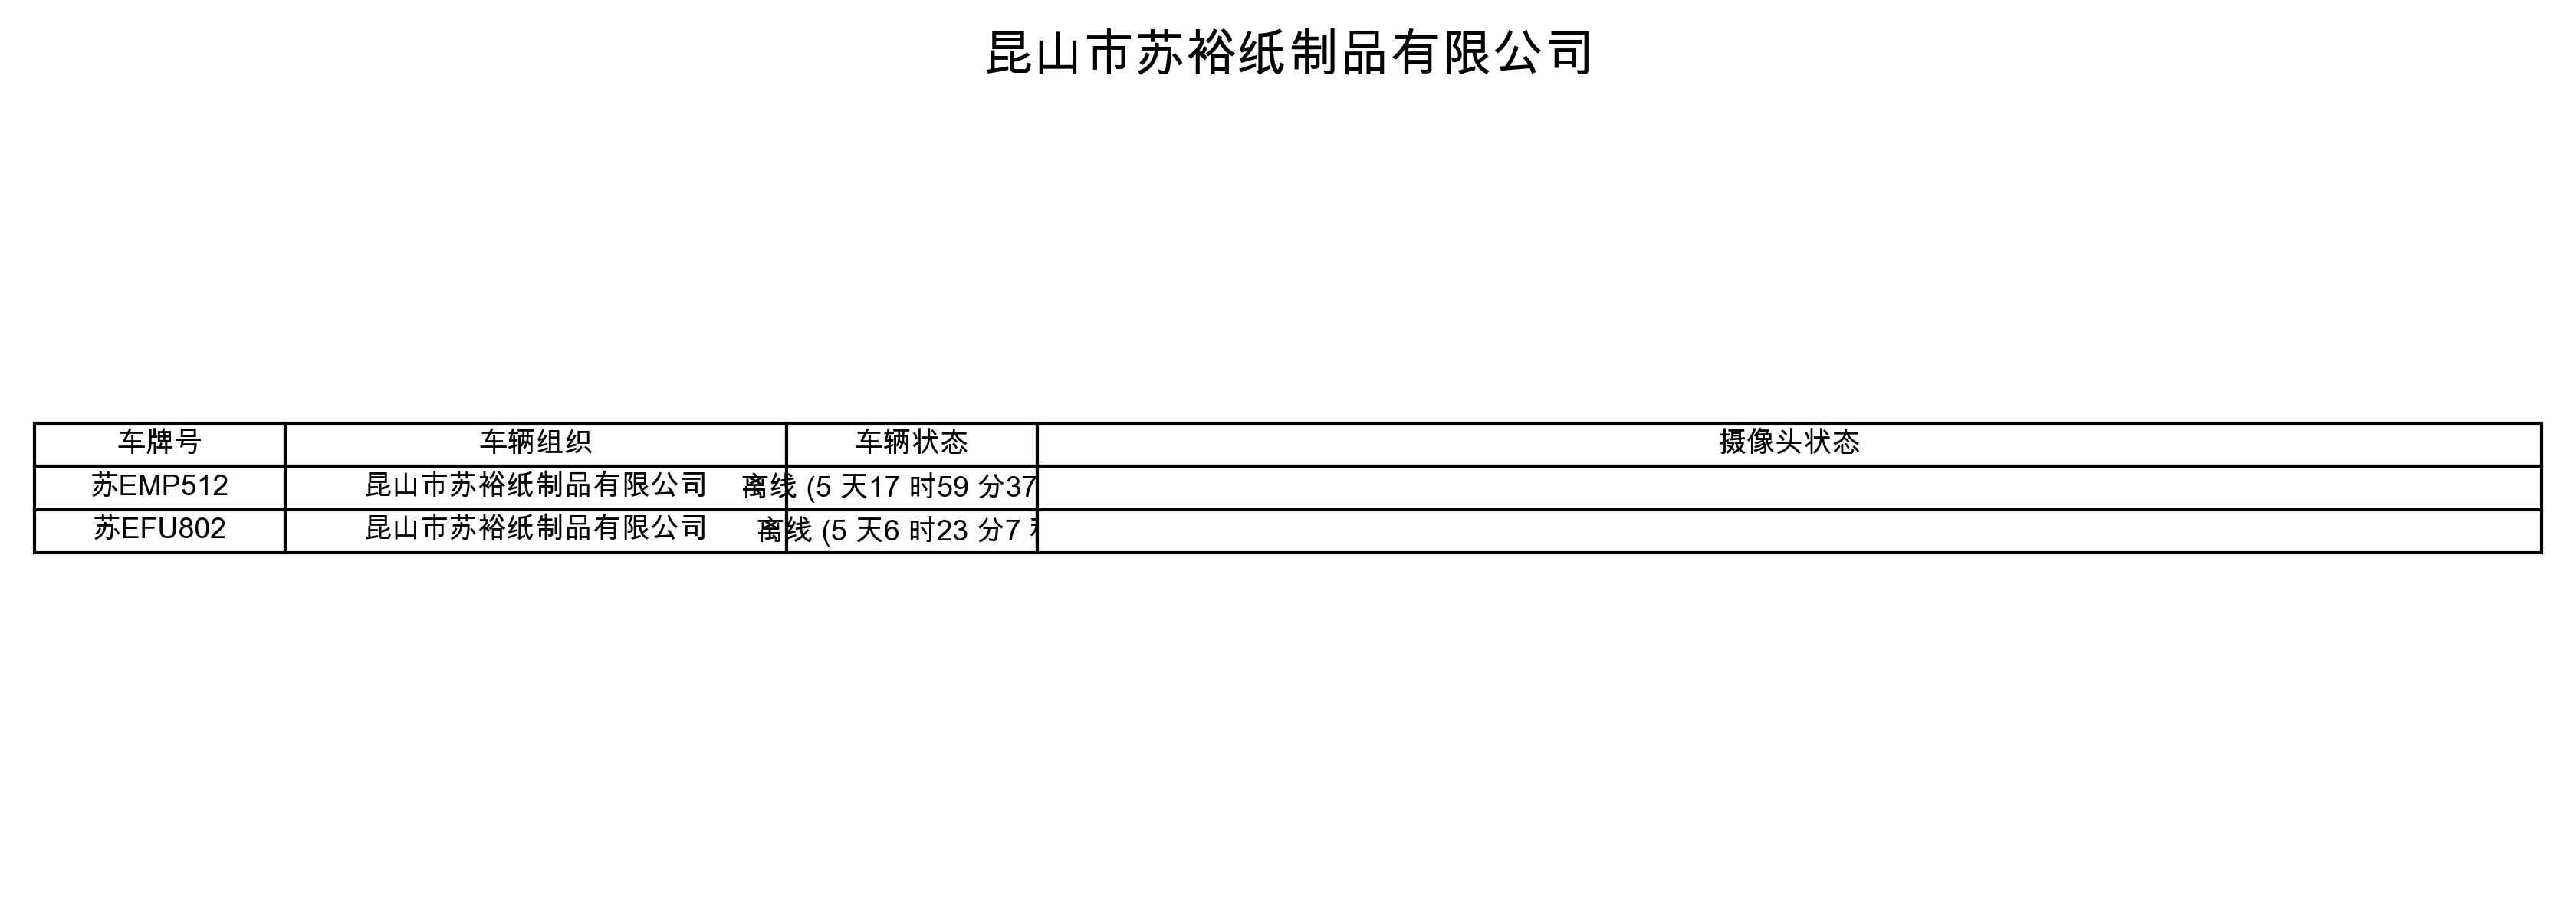 昆山市苏裕纸制品有限公司
车牌号 车辆组织 车辆状态 摄像头状态
苏EMP512 昆山市苏裕纸制品有限公司 离线 (5 天17 时59 分37
苏EFU802 昆山市苏裕纸制品有限公司 离线 (5 天6 时23 分7